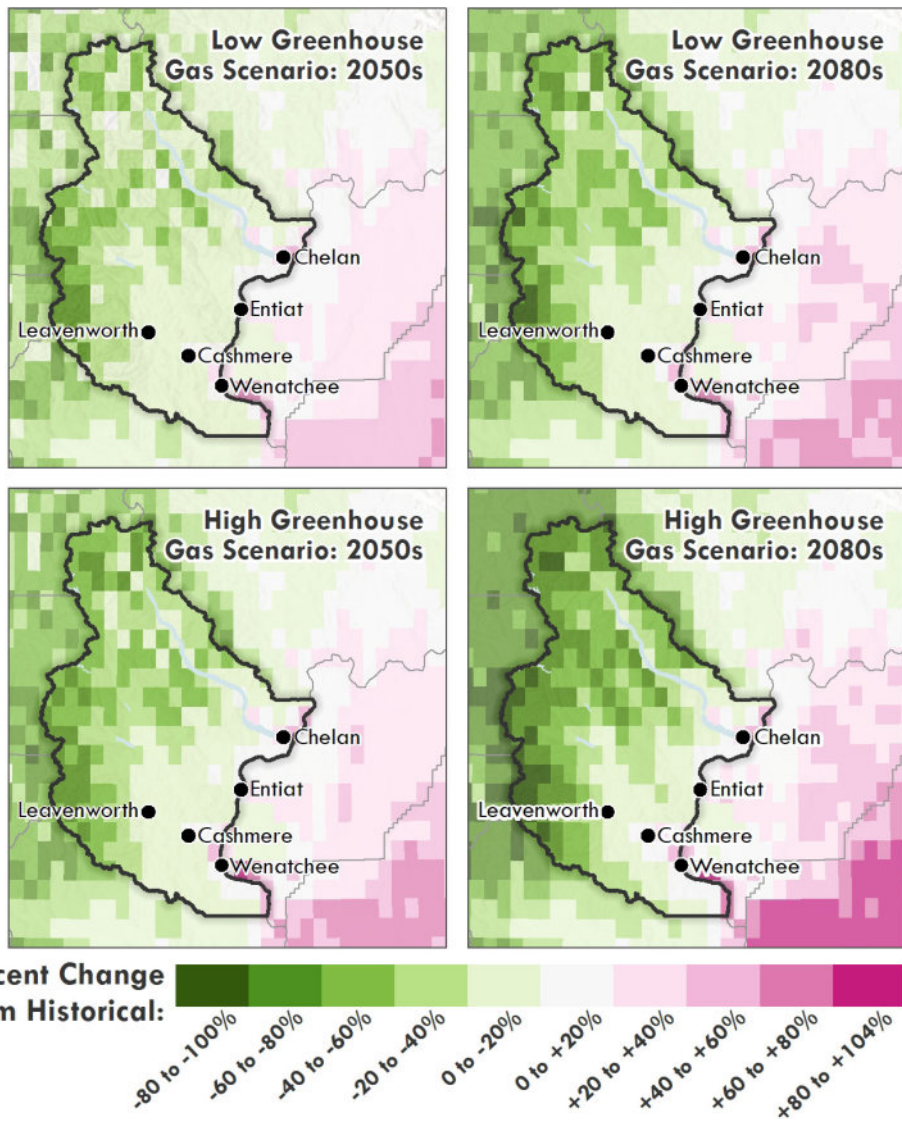 Low Greenhouse
Gas Scenario: 2050s
Chelan
Entiat
Leavenworth
Cashmere
Wenatchee
Low Greenhouse
Gas Scenario: 2080s
Chelan
Entiat
Leavenworth
Cashmere
Wenatchee
High Greenhouse
Gas Scenario: 2050s
Chelan
Entiat
Leavenworth
Cashmere
Wenatchee
High Greenhouse
Gas Scenario: 2080s
Chelan
Entiat
Leavenworth
Cashmere
Wenatchee
cent Change
m Historical:
-80 to -100%
-60 to -80%
-40 to -60%
-20 to -40%
0 to -20%
0 to +20%
+20 to +40%
+40 to +60%
+60 to +80%
+80 to +104%